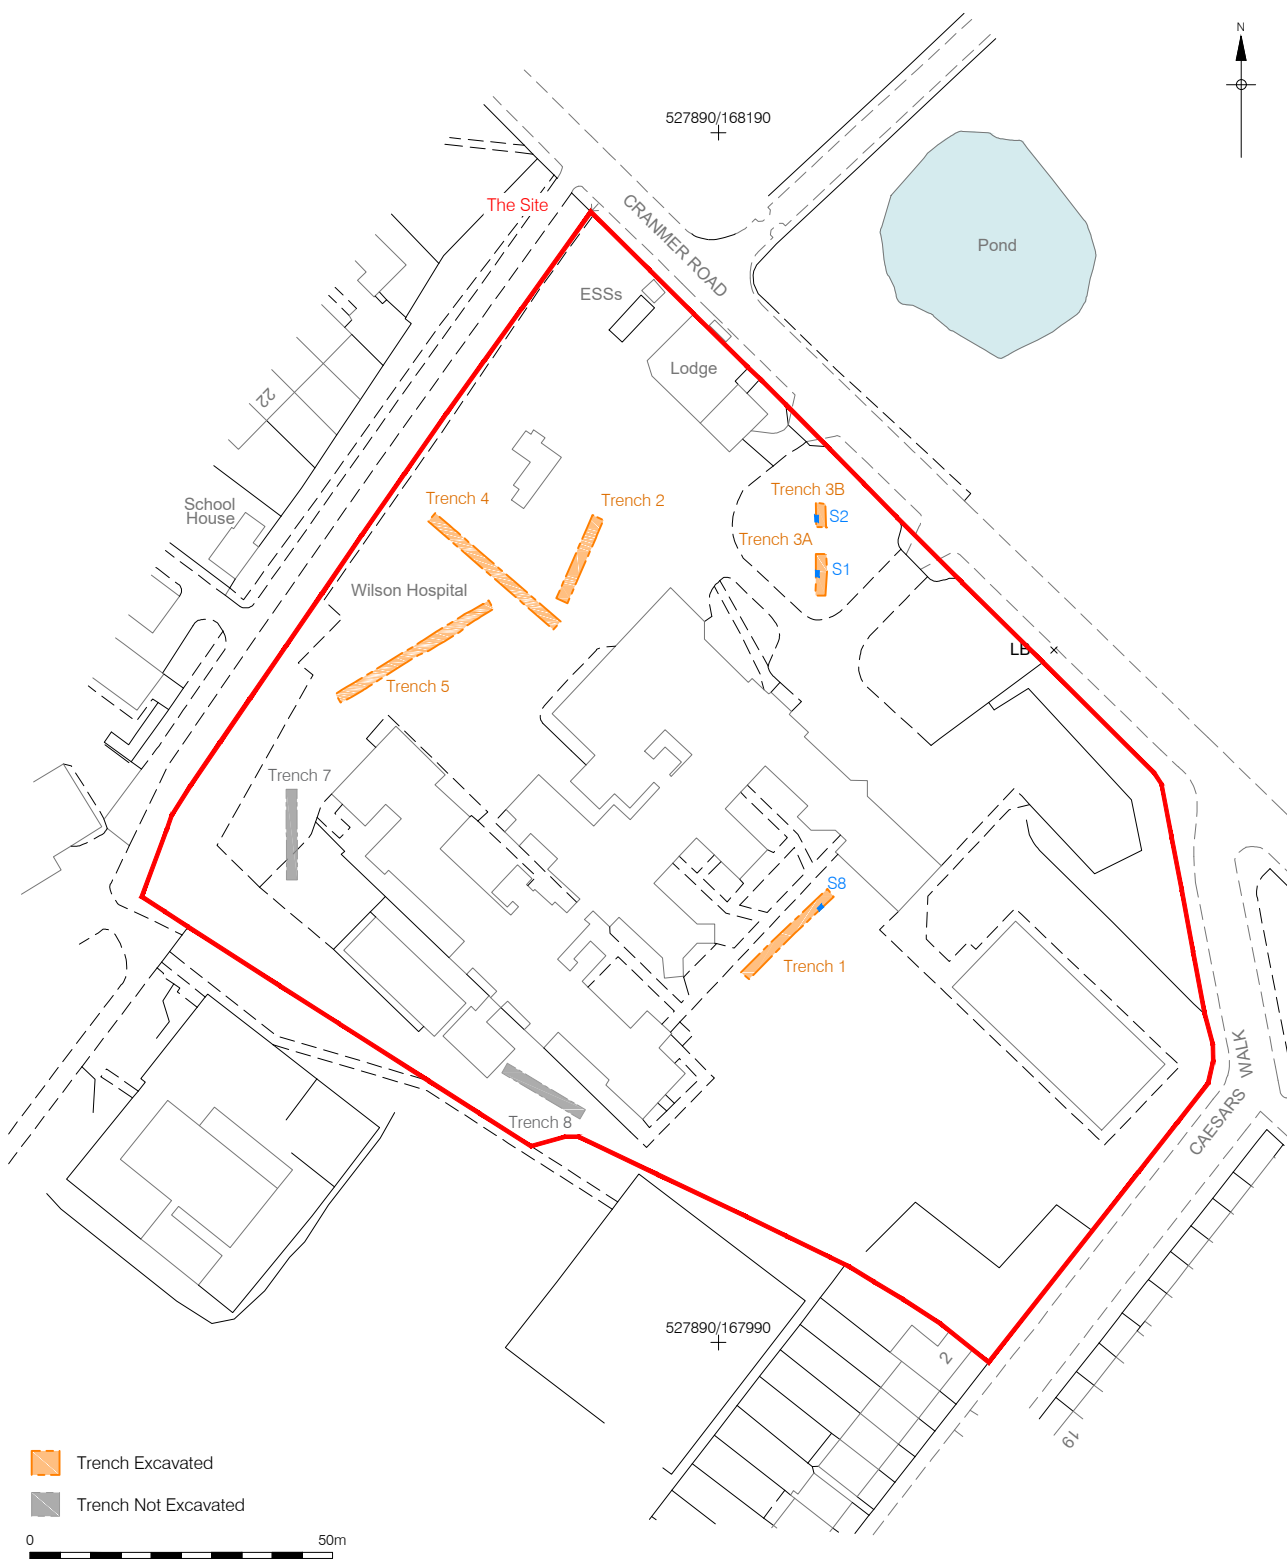 N
527890/168190
CRANMER ROAD
The Site
Pond
ESSs
Lodge
22
School
House
Trench 4
Trench 2
Trench 3B
S2
Trench 3A
S1
Wilson Hospital
LB
Trench 5
Trench 7
S8
Trench 1
CAESARS WALK
Trench 8
527890/167990
2
19
Trench Excavated
Trench Not Excavated
0
50m